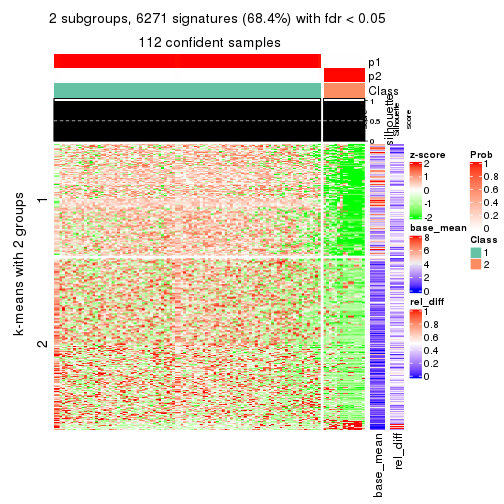 2 subgroups, 6271 signatures (68.4%) with fdr < 0.05
112 confident samples
p1
p2
Class
silhouette
Silhouette
score
1
0.5
0
k-means with 2 groups
1
2
z-score
2
1
0
-1
-2
base_mean
8
6
4
2
0
rel_diff
1
0.8
0.6
0.4
0.2
0
Prob
1
0.8
0.6
0.4
0.2
0
Class
1
2
base_mean
rel_diff